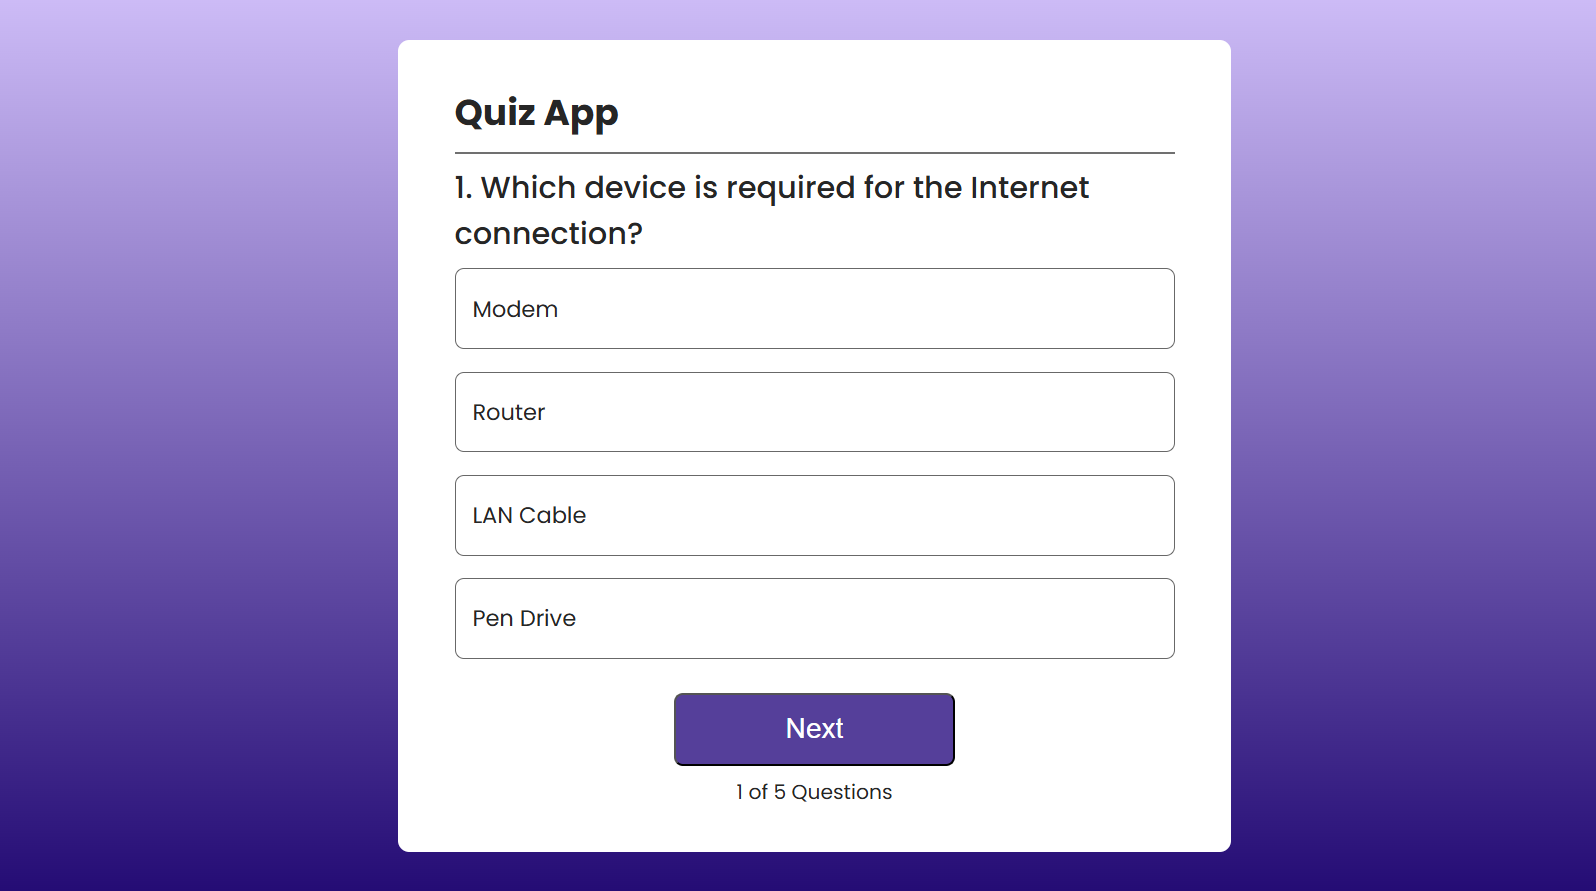 Quiz App
1. Which device is required for the Internet
connection?
Modem
Router
LAN Cable
Pen Drive
Next
1 of 5 Questions